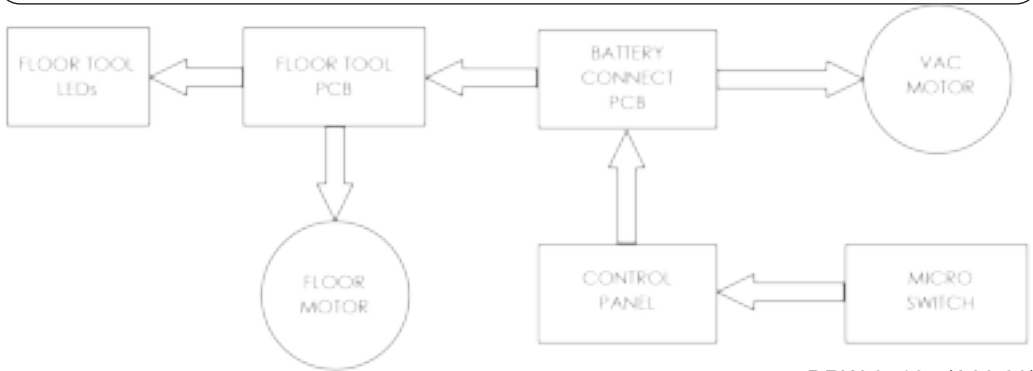 FLOOR TOOL
LEDs
FLOOR TOOL
PCB
BATTERY
CONNECT
PCB
VAC
MOTOR
FLOOR
MOTOR
CONTROL
PANEL
MICRO
SWITCH